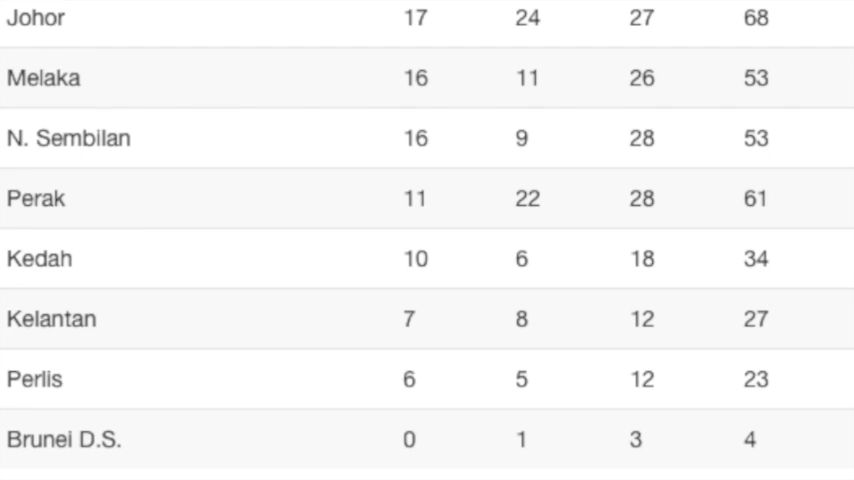 Johor 17 24 27 68
Melaka 16 11 26 53
N. Sembilan 16 9 28 53
Perak 11 22 28 61
Kedah 10 6 18 34
Kelantan 7 8 12 27
Perlis 6 5 12 23
Brunei D.S. 0 1 3 4